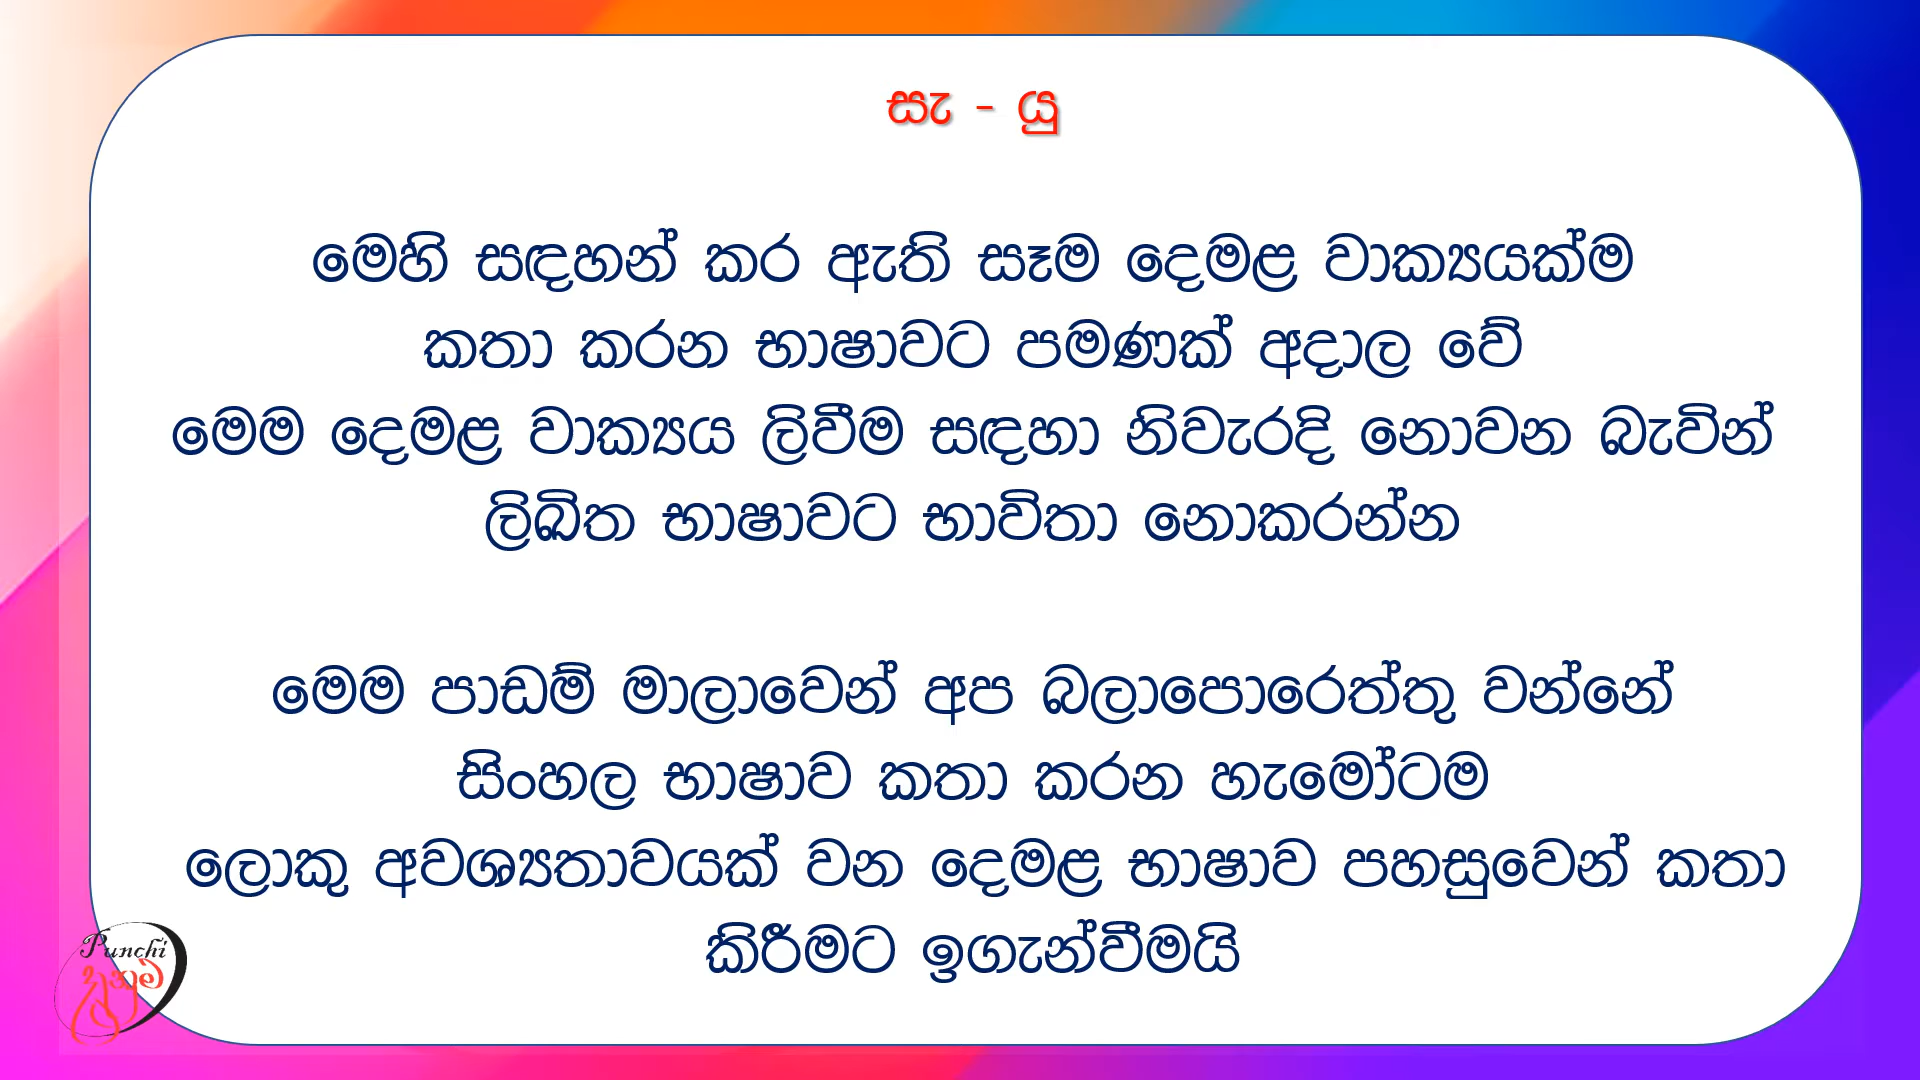 සැ - යු
මෙහි සඳහන් කර ඇති සෑම දෙමළ වාක්‍යයක්ම
කතා කරන භාෂාවට පමණක් අදාල වේ
මෙම දෙමළ වාක්‍යය ලිවීම සඳහා නිවැරදි නොවන බැවින්
ලිඛිත භාෂාවට භාවිතා නොකරන්න
මෙම පාඩම් මාලාවෙන් අප බලාපොරෙත්තු වන්නේ
සිංහල භාෂාව කතා කරන හැමෝටම
ලොකු අවශ්‍යතාවයක් වන දෙමළ භාෂාව පහසුවෙන් කතා
කිරීමට ඉගැන්වීමයි
Punchi